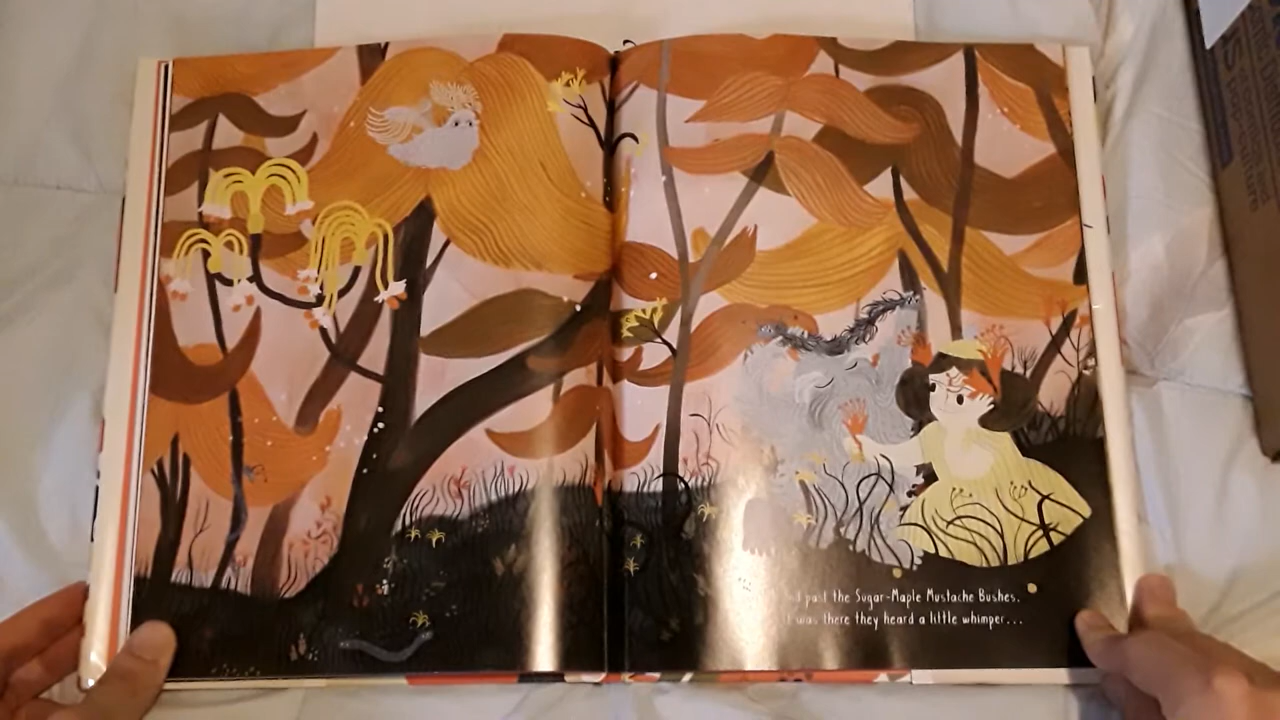 past the Sugar-Maple Mustache Bushes.
was there they heard a little whimper...